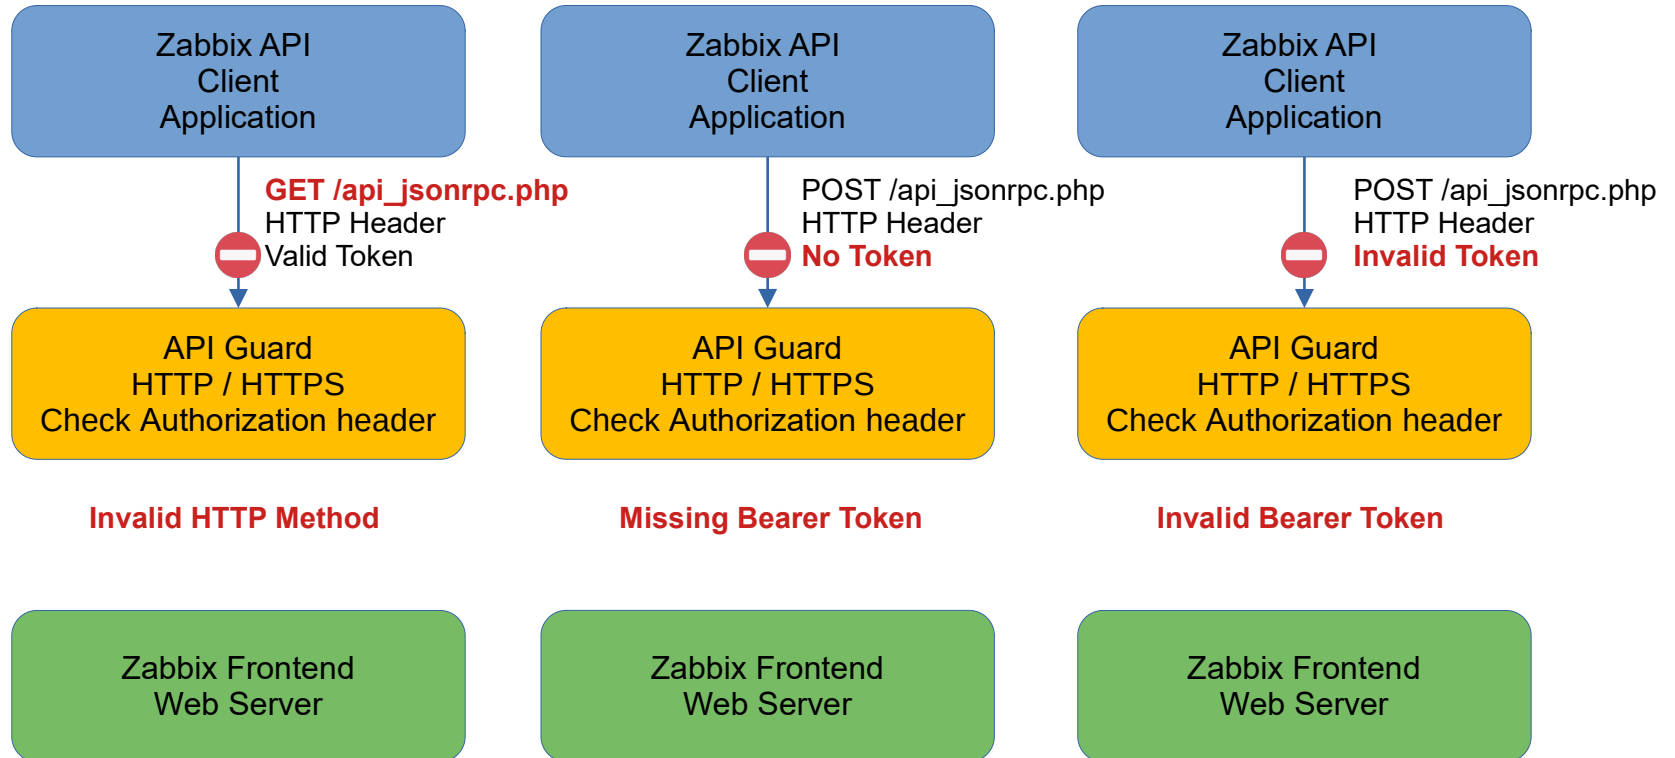 Zabbix API
Client
Application
GET /api_jsonrpc.php
HTTP Header
Valid Token
API Guard
HTTP / HTTPS
Check Authorization header
Invalid HTTP Method
Zabbix Frontend
Web Server
Zabbix API
Client
Application
POST /api_jsonrpc.php
HTTP Header
No Token
API Guard
HTTP / HTTPS
Check Authorization header
Missing Bearer Token
Zabbix Frontend
Web Server
Zabbix API
Client
Application
POST /api_jsonrpc.php
HTTP Header
Invalid Token
API Guard
HTTP / HTTPS
Check Authorization header
Invalid Bearer Token
Zabbix Frontend
Web Server